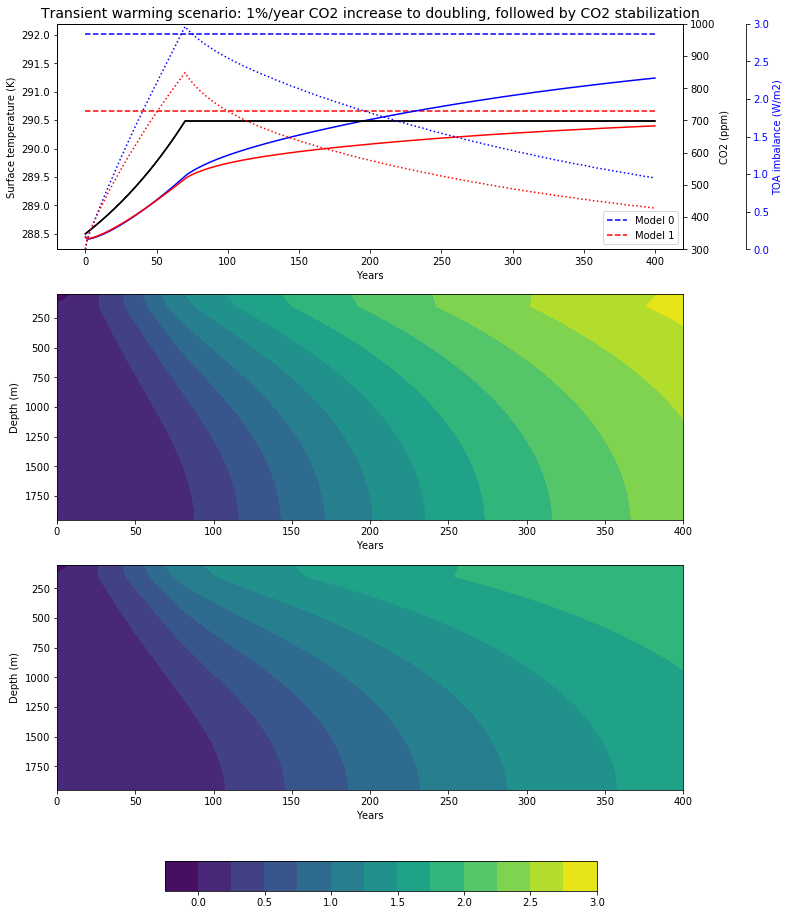 Transient warming scenario: 1%/year CO2 increase to doubling, followed by CO2 stabilization
Surface temperature (K)
292.0
291.5
291.0
290.5
290.0
289.5
289.0
288.5
0 50 100 150 200 250 300 350 400
Years
Model 0
Model 1
1000
900
800
700
600
500
400
300
CO2 (ppm)
3.0
2.5
2.0
1.5
1.0
0.5
0.0
TOA imbalance (W/m2)
Depth (m)
250
500
750
1000
1250
1500
1750
0 50 100 150 200 250 300 350 400
Years
Depth (m)
250
500
750
1000
1250
1500
1750
0 50 100 150 200 250 300 350 400
Years
0.0 0.5 1.0 1.5 2.0 2.5 3.0